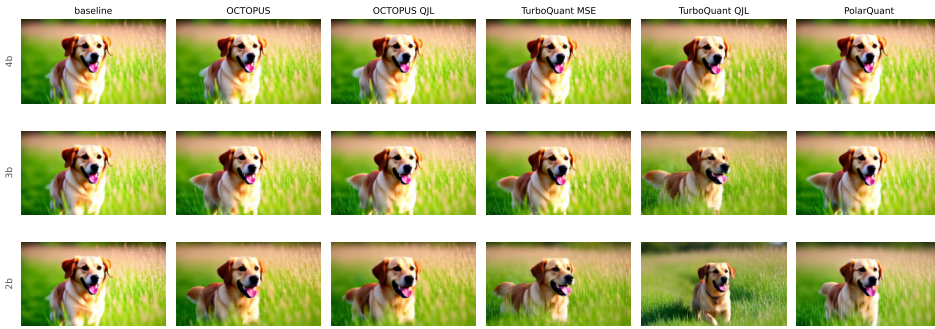 baseline OCTOPUS OCTOPUS QJL TurboQuant MSE TurboQuant QJL PolarQuant
4b
3b
2b